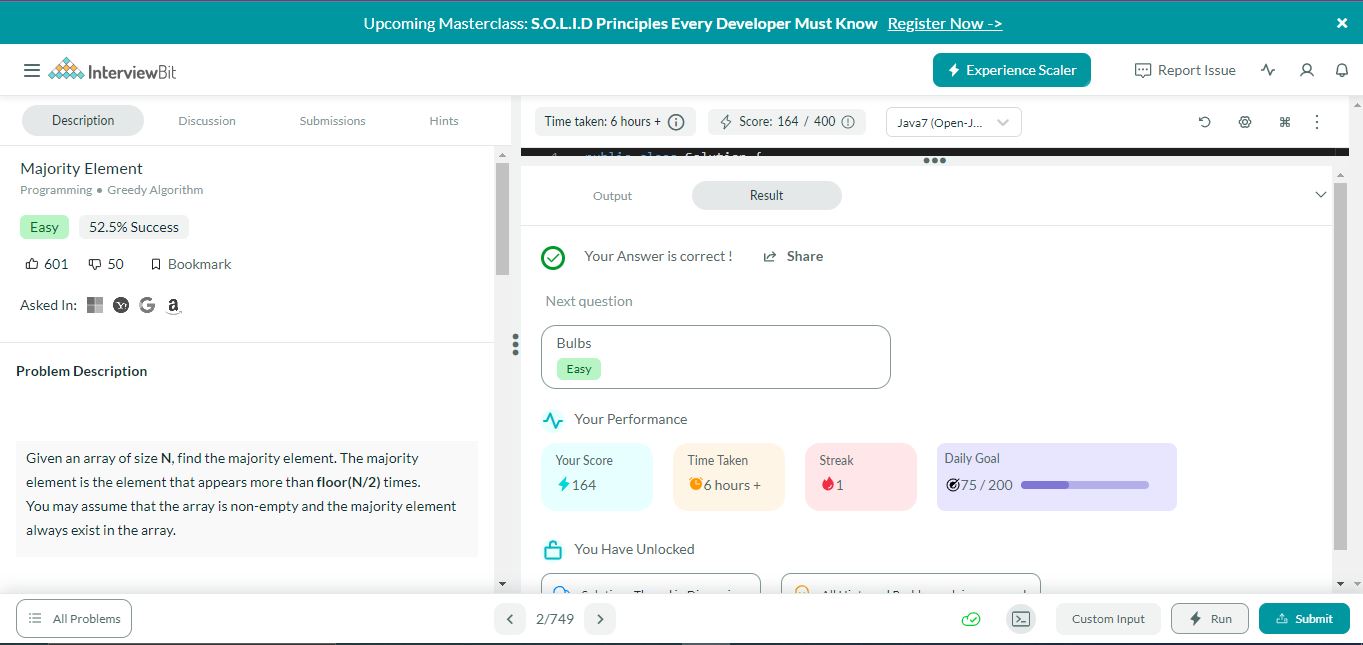 Upcoming Masterclass: S.O.L.I.D Principles Every Developer Must Know Register Now ->
InterviewBit
Experience Scaler
Report Issue
Description Discussion Submissions Hints
Time taken: 6 hours +
Score: 164 / 400
Java7 (Open-J...
Majority Element
Programming • Greedy Algorithm
Easy 52.5% Success
601 50 Bookmark
Asked In:
Problem Description
Given an array of size N, find the majority element. The majority
element is the element that appears more than floor(N/2) times.
You may assume that the array is non-empty and the majority element
always exist in the array.
public class Solution {
Output Result
Your Answer is correct !
Share
Next question
Bulbs
Easy
Your Performance
Your Score
164
Time Taken
6 hours +
Streak
1
Daily Goal
75 / 200
You Have Unlocked
All Problems
2/749
Custom Input
Run
Submit